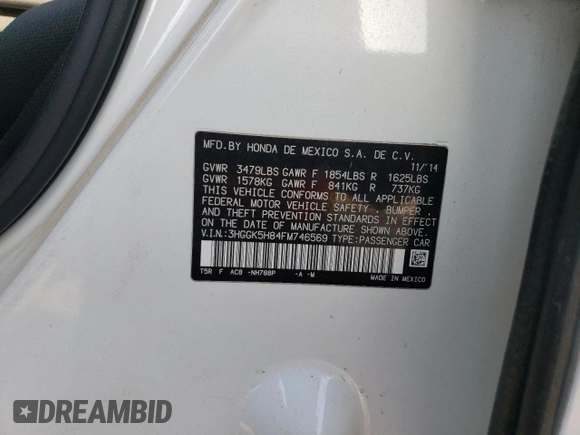 MFD.BY HONDA DE MEXICO S.A. DE C.V.
11/'14
GVWR 3479LBS GAWR F 1854LBS R 1625LBS
GVWR 1578KG GAWR F 841KG R 737KG
THIS VEHICLE CONFORMS TO ALL APPLICABLE
FEDERAL MOTOR VEHICLE SAFETY, BUMPER,
AND THEFT PREVENTION STANDARDS IN EFFECT
ON THE DATE OF MANUFACTURE SHOWN ABOVE.
V.I.N.:3HGGK5H84FM746569 TYPE:PASSENGER CAR
T5R F AC8 -NH788P -A -M
MADE IN MEXICO
DREAMBID